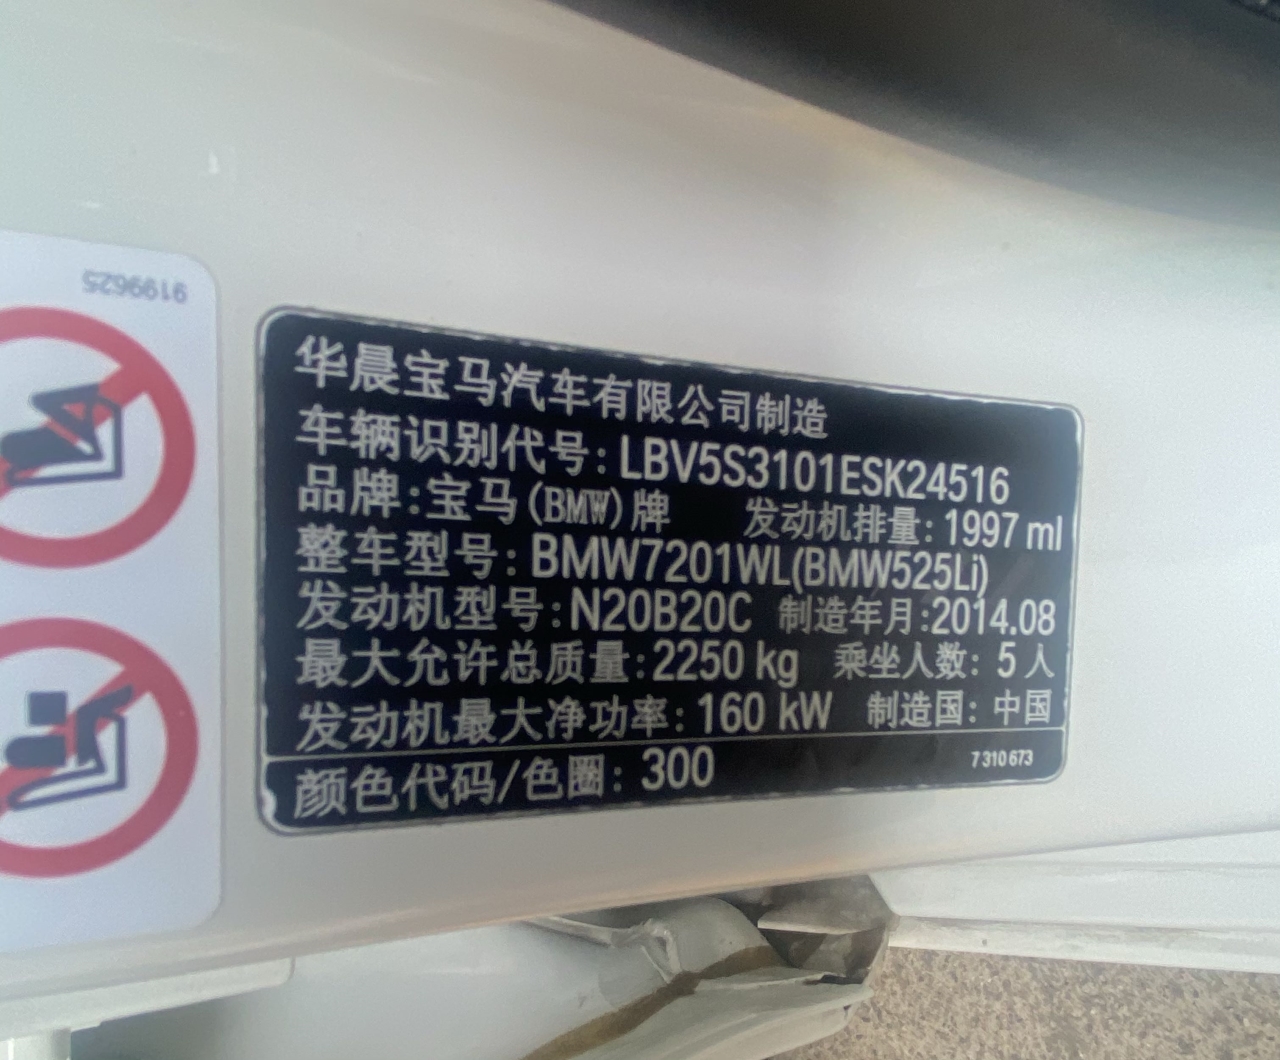 9199625
华晨宝马汽车有限公司制造
车辆识别代号：LBV5S3101ESK24516
品牌：宝马(BMW)牌 发动机排量：1997 ml
整车型号：BMW7201WL(BMW525Li)
发动机型号：N20B20C 制造年月：2014.08
最大允许总质量：2250 kg 乘坐人数：5 人
发动机最大净功率：160 kW 制造国：中国
颜色代码/色圈：300 7 310 673